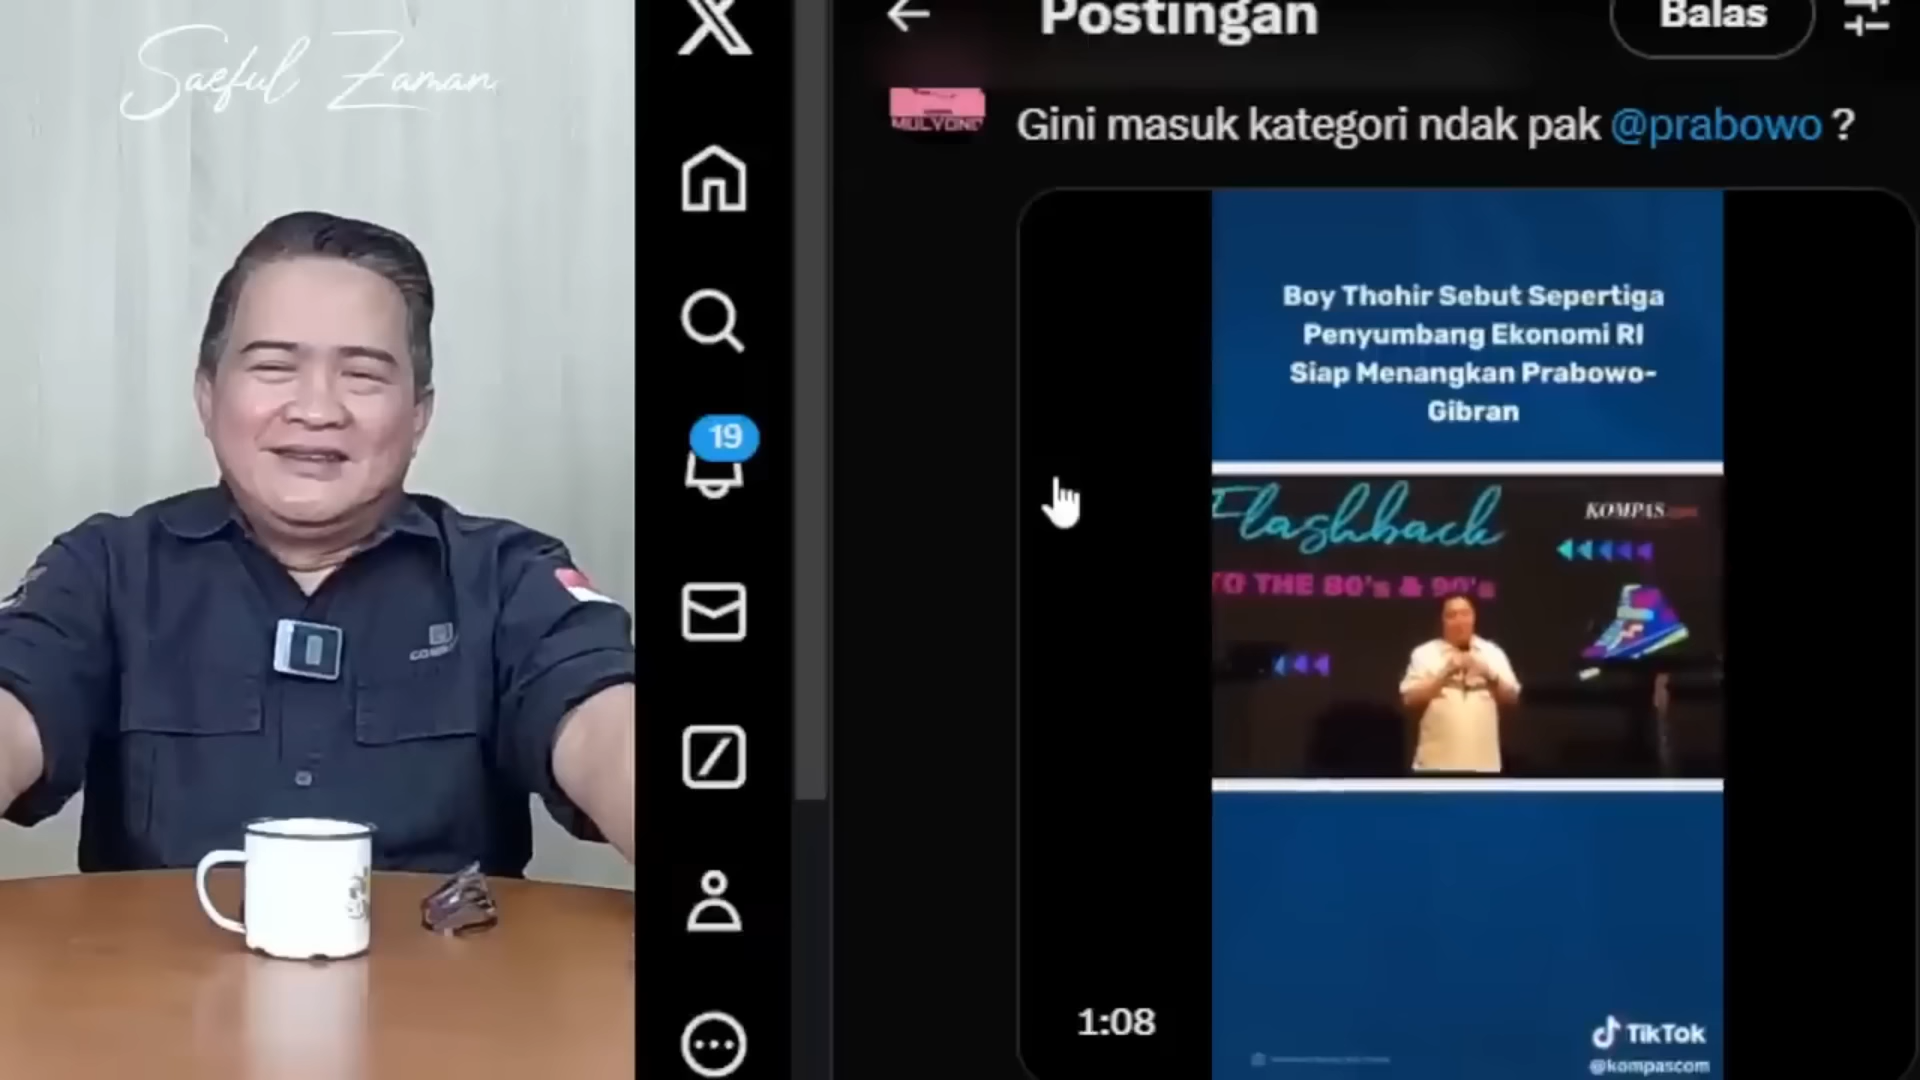 Saeful Zaman
Postingan
Balas
MULYONO
Gini masuk kategori ndak pak @prabowo ?
19
Boy Thohir Sebut Sepertiga
Penyumbang Ekonomi RI
Siap Menangkan Prabowo-
Gibran
Flashback
KOMPAS.com
TO THE 80's & 90's
1:08
TikTok
@kompascom